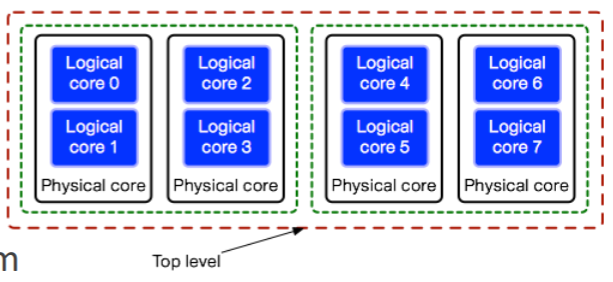 Logical
core 0
Logical
core 2
Logical
core 4
Logical
core 6
Logical
core 1
Logical
core 3
Logical
core 5
Logical
core 7
Physical core
Physical core
Physical core
Physical core
m
Top level